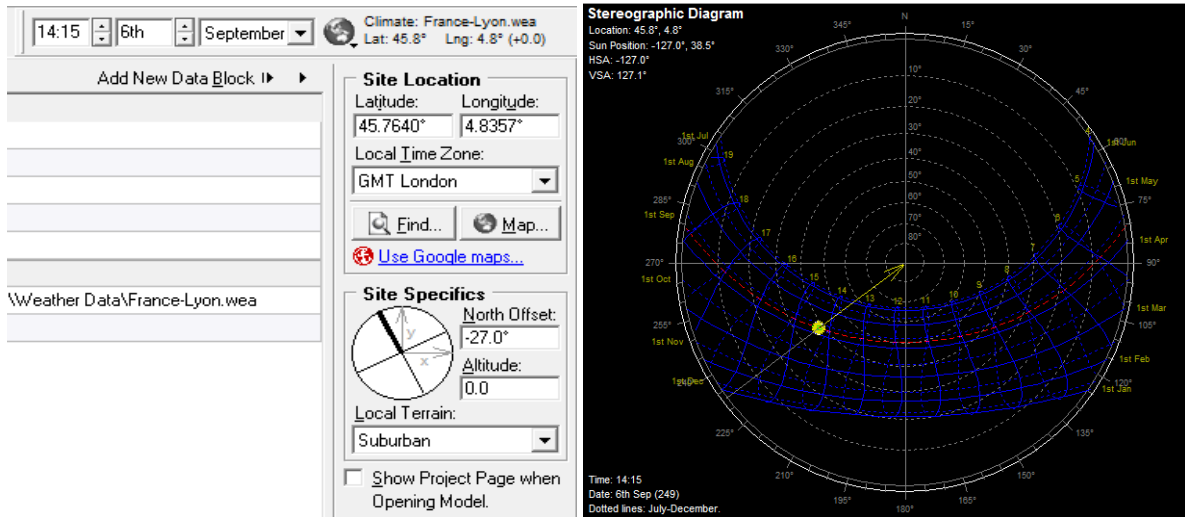 14:15 6th September
Climate: France-Lyon.wea
Lat: 45.8° Lng: 4.8° (+0.0)
Add New Data Block
Site Location
Latitude: Longitude:
45.7640° 4.8357°
Local Time Zone:
GMT London
Find... Map...
Use Google maps...
\Weather Data\France-Lyon.wea
Site Specifics
North Offset:
-27.0°
y
x
Altitude:
0.0
Local Terrain:
Suburban
Show Project Page when
Opening Model.
Stereographic Diagram
Location: 45.8°, 4.8°
Sun Position: -127.0°, 38.5°
HSA: -127.0°
VSA: 127.1°
N
345° 15°
330° 30°
315° 45°
10°
20°
30°
40°
50°
60°
70°
80°
1st Jul 4
300° 60° 1st Jun
1st Aug 19
5 1st May
285° 18 75°
1st Sep 6
17 7 1st Apr
270° 16 8 90°
1st Oct 15 9
14 13 12 11 10
1st Mar
255° 105°
1st Nov
1st Feb
1st Dec 240° 120°
1st Jan
225° 135°
210° 150°
195° 165°
180°
Time: 14:15
Date: 6th Sep (249)
Dotted lines: July-December.